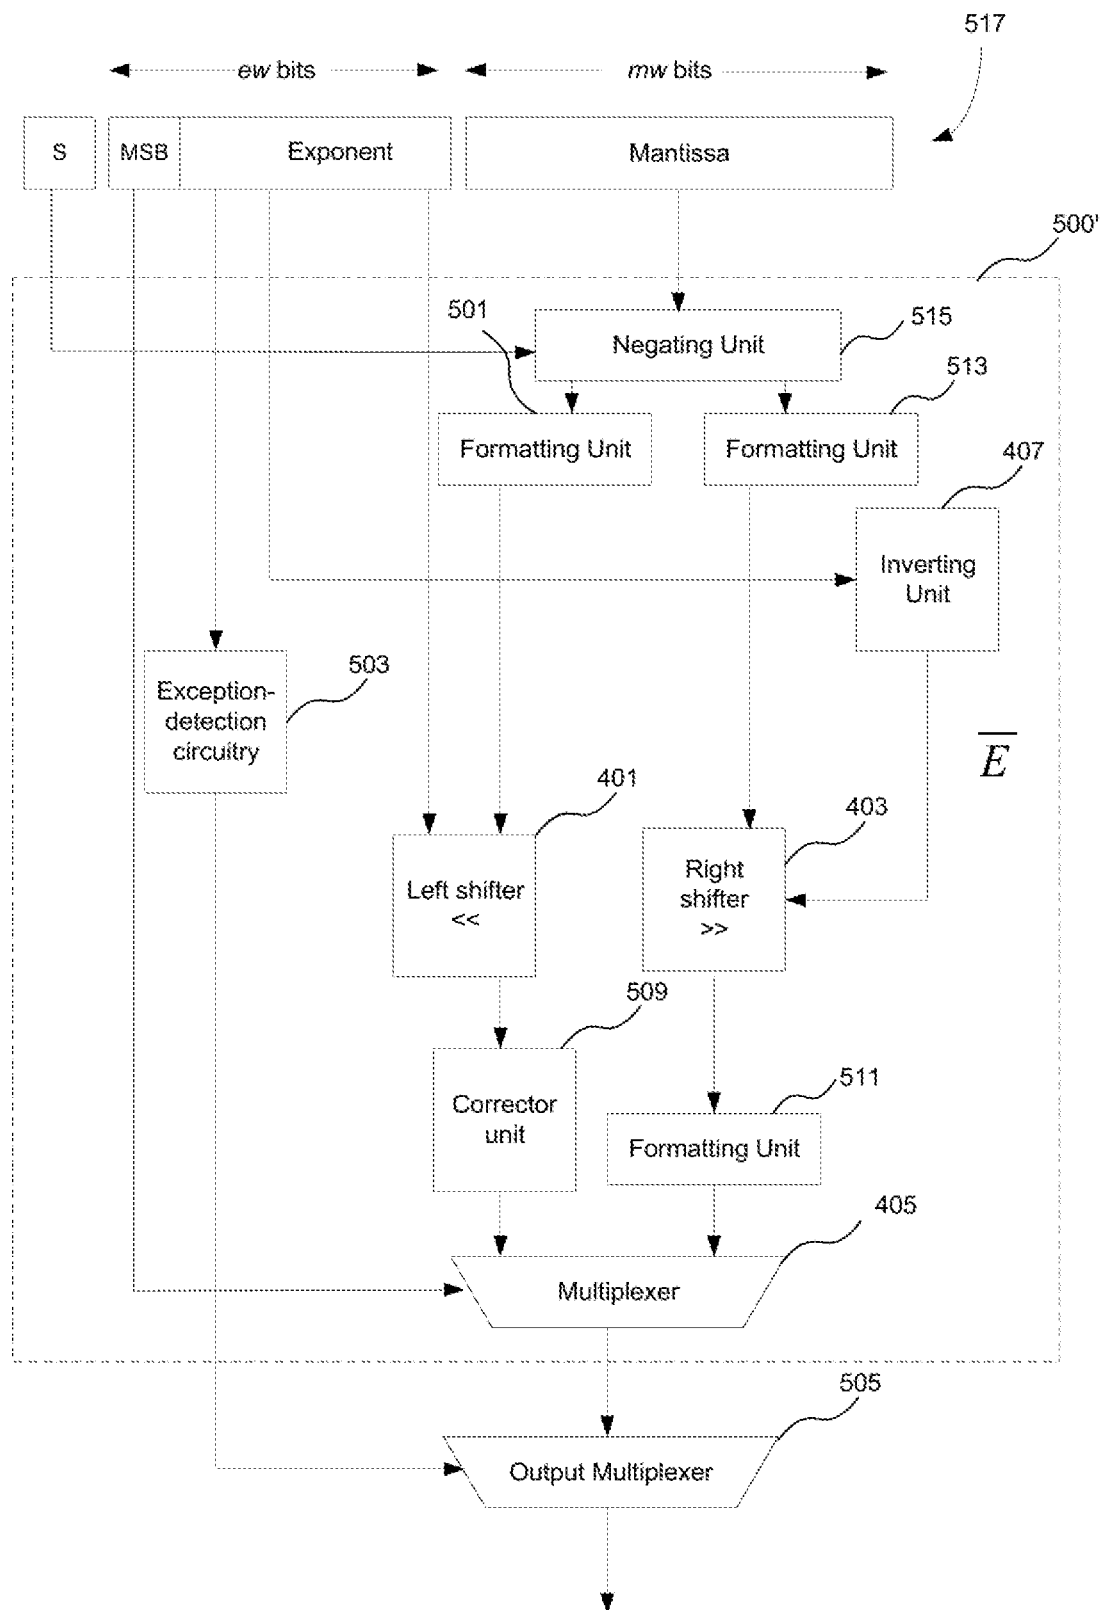 517
ew bits
mw bits
S
MSB
Exponent
Mantissa
500'
501
Negating Unit
515
513
Formatting Unit
Formatting Unit
407
Inverting
Unit
503
Exception-
detection
circuitry
E
401
403
Left shifter
<<
Right
shifter
>>
509
Corrector
unit
511
Formatting Unit
405
Multiplexer
505
Output Multiplexer